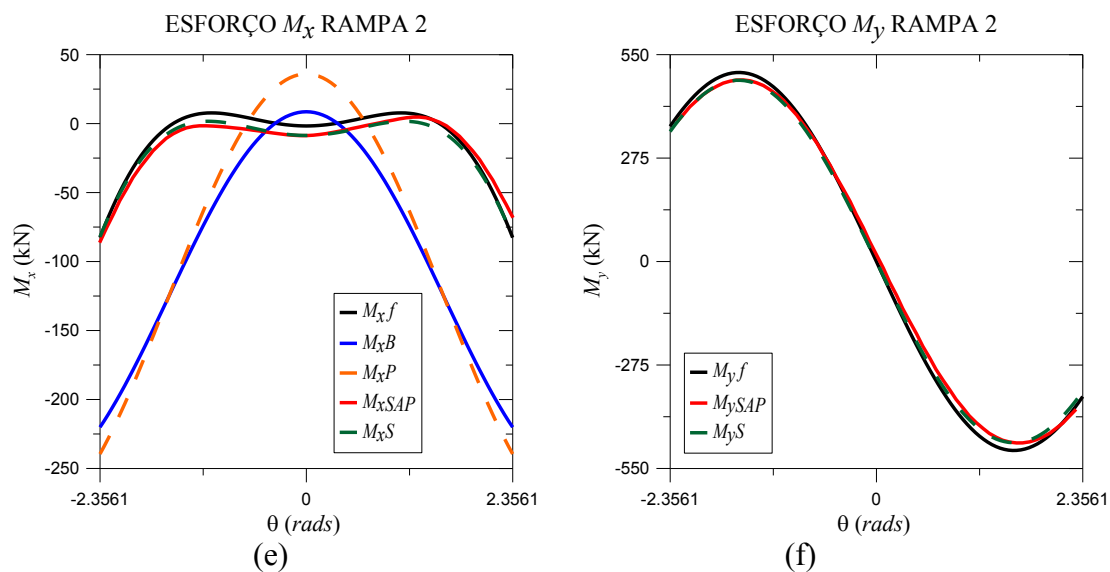 ESFORÇO Mx RAMPA 2
50
0
-50
-100
-150
-200
-250
Mx (kN)
Mx f
MxB
MxP
MxSAP
MxS
-2.3561
0
2.3561
θ (rads)
(e)
ESFORÇO My RAMPA 2
550
275
0
-275
-550
My (kN)
My f
MySAP
MyS
-2.3561
0
2.3561
θ (rads)
(f)